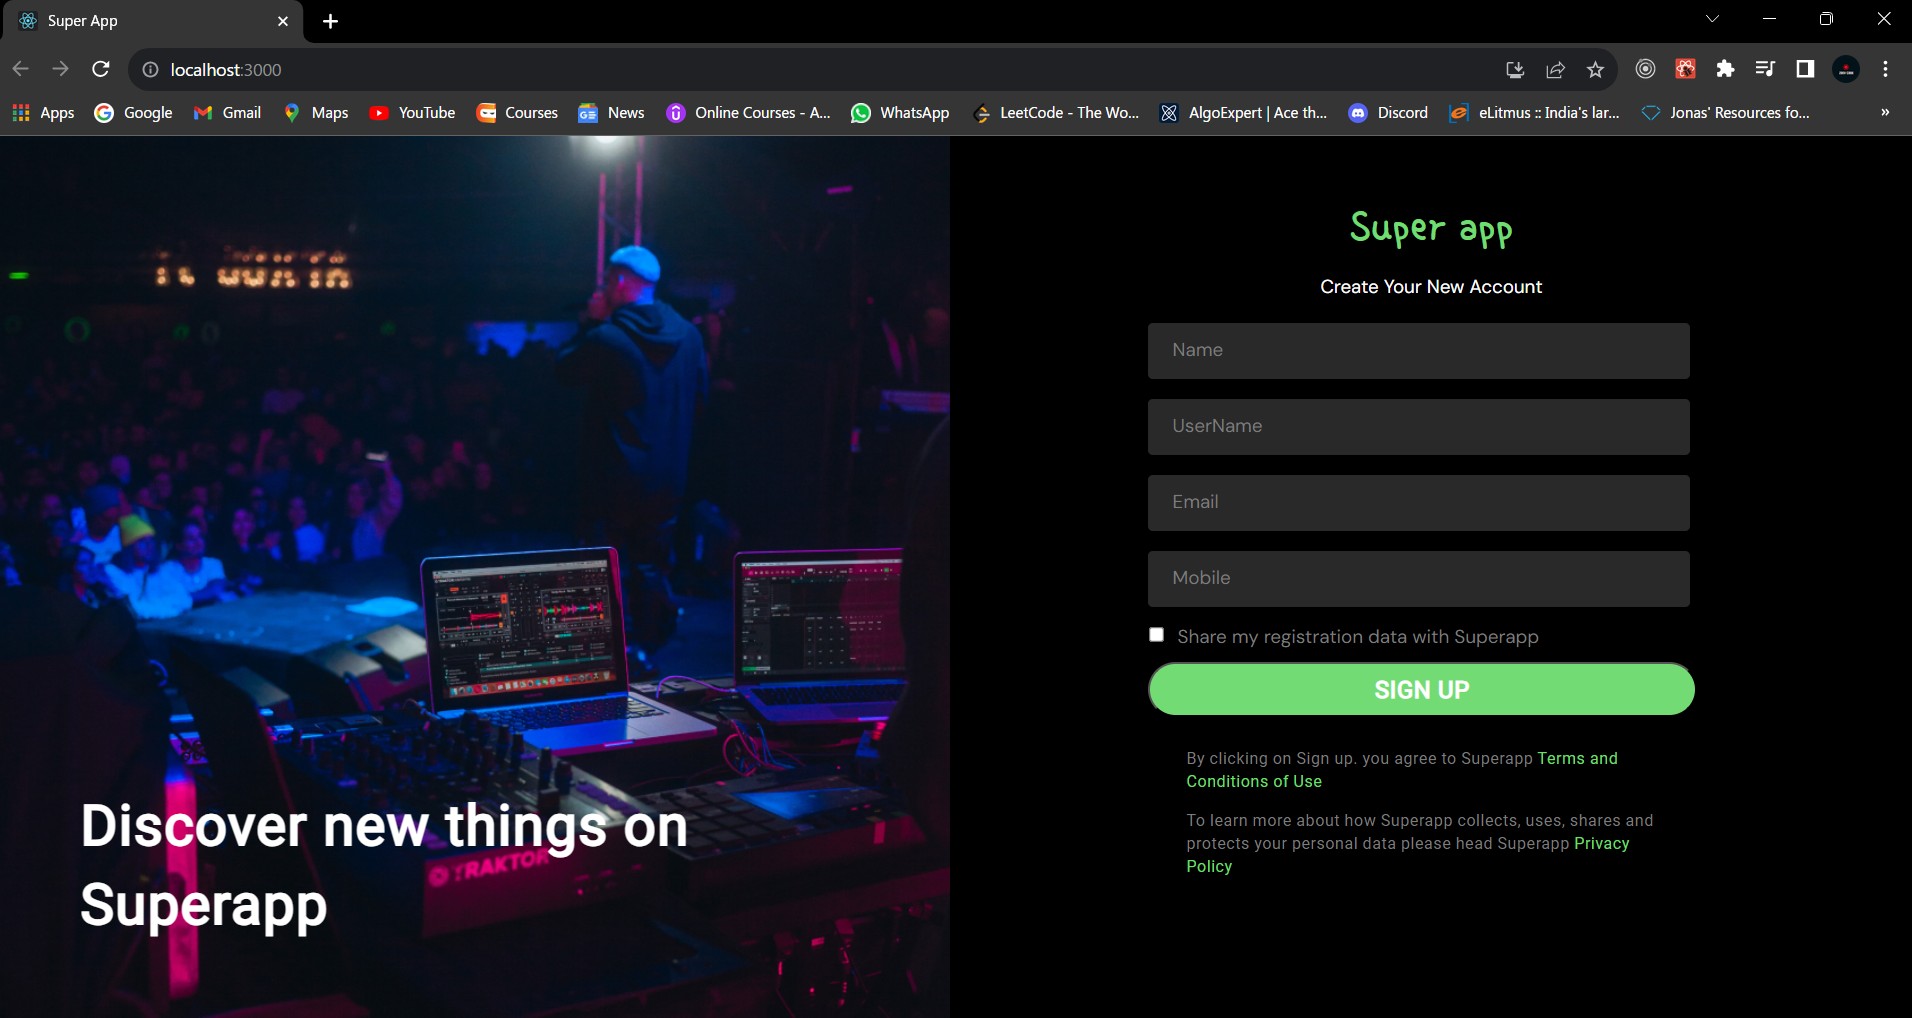 Super App
localhost:3000
Apps
Google
Gmail
Maps
YouTube
Courses
News
Online Courses - A...
WhatsApp
LeetCode - The Wo...
AlgoExpert | Ace th...
Discord
eLitmus :: India's lar...
Jonas' Resources fo...
»
Discover new things on
Superapp
TRAKTOR
Super app
Create Your New Account
Name
UserName
Email
Mobile
Share my registration data with Superapp
SIGN UP
By clicking on Sign up. you agree to Superapp Terms and
Conditions of Use
To learn more about how Superapp collects, uses, shares and
protects your personal data please head Superapp Privacy
Policy